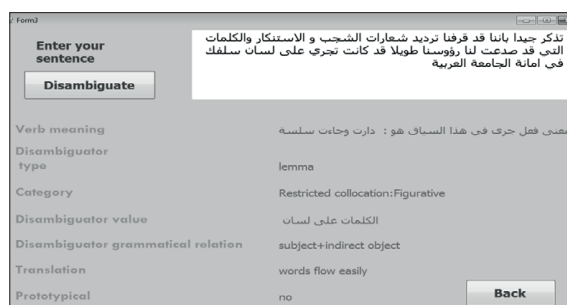 Form3
Enter your
sentence
تذكر جيدا باننا قد قرفنا ترديد شعارات الشجب و الاستنكار والكلمات
التي قد صدعت لنا رؤوسنا طويلا قد كانت تجري على لسان سلفك
في امانة الجامعة العربية
Disambiguate
Verb meaning
معنى فعل جرى في هذا السياق هو : دارت وجاءت سلسة
Disambiguator
type
lemma
Category
Restricted collocation:Figurative
Disambiguator value
الكلمات على لسان
Disambiguator grammatical relation
subject+indirect object
Translation
words flow easily
Prototypical
no
Back